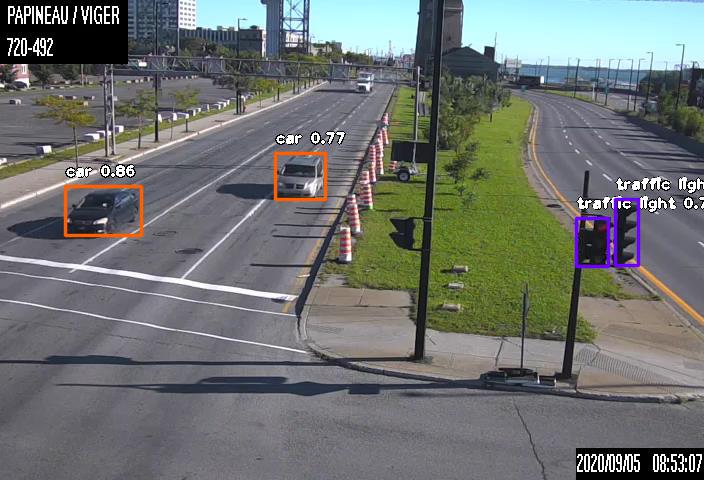 PAPINEAU / VIGER
720-492
car 0.77
car 0.86
traffic
traffic light 0.7
2020/09/05 08:53:07